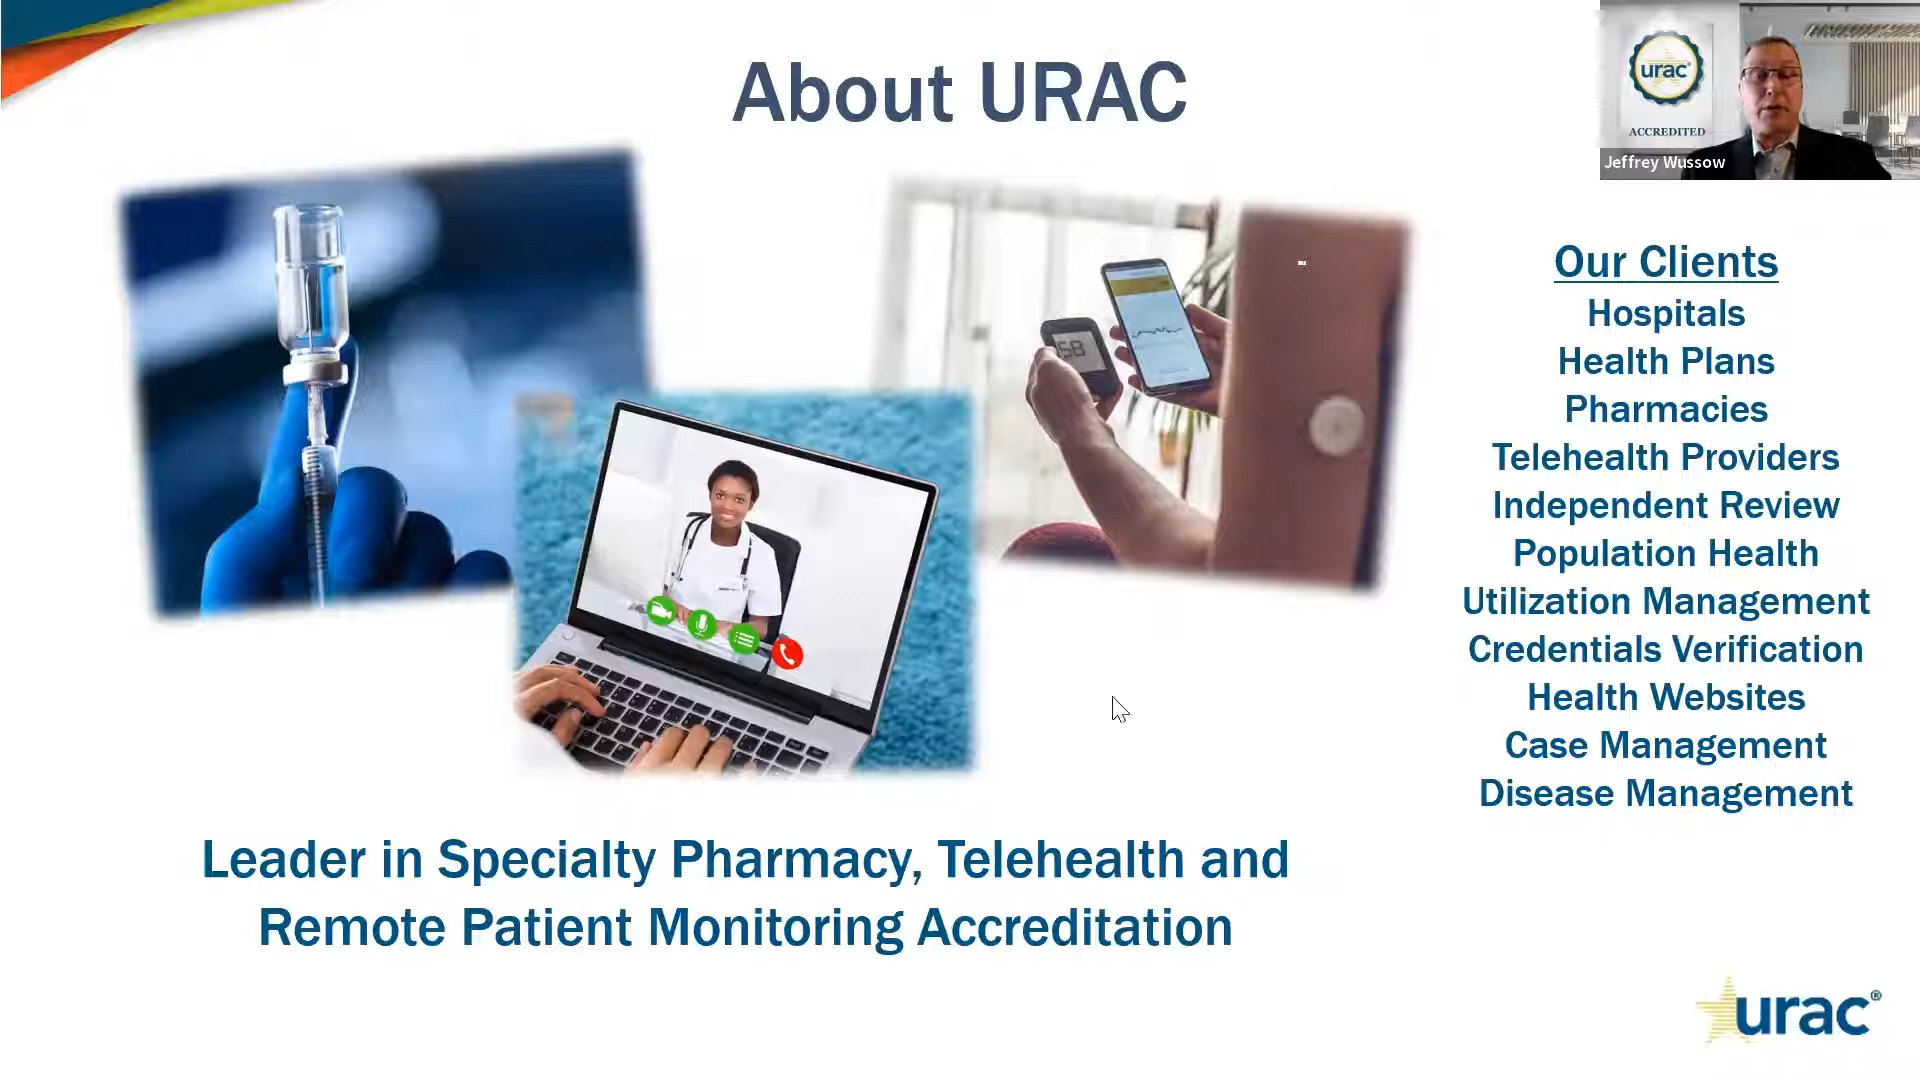 About URAC
urac
ACCREDITED
Jeffrey Wussow
Our Clients
Hospitals
Health Plans
Pharmacies
Telehealth Providers
Independent Review
Population Health
Utilization Management
Credentials Verification
Health Websites
Case Management
Disease Management
58
Leader in Specialty Pharmacy, Telehealth and
Remote Patient Monitoring Accreditation
urac®